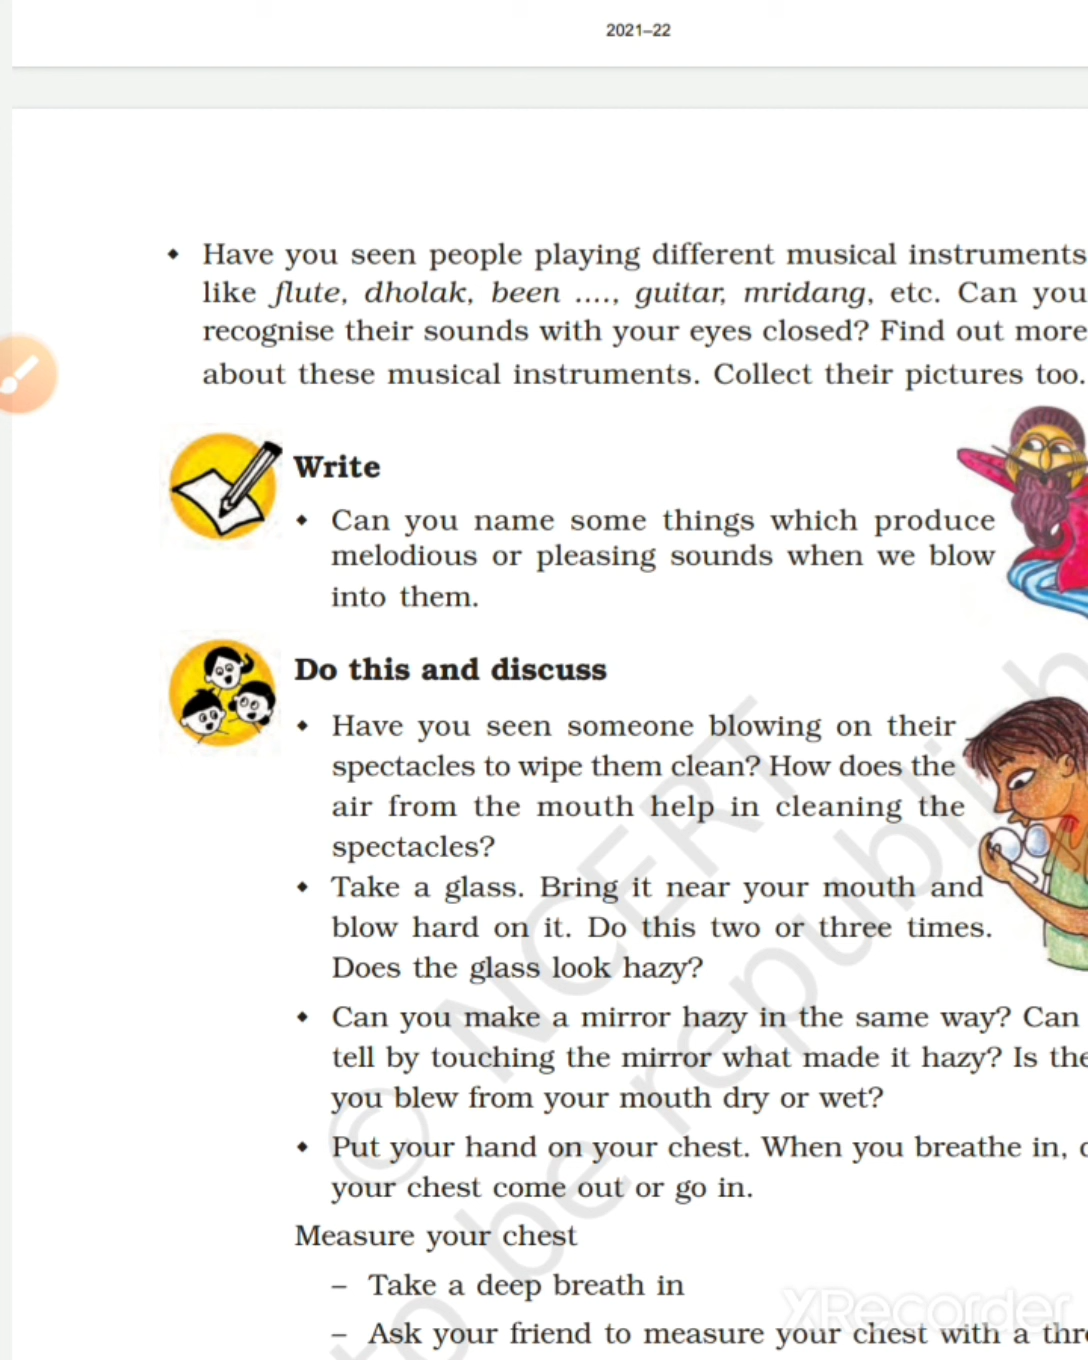 2021–22
◆ Have you seen people playing different musical instruments
like flute, dholak, been ...., guitar, mridang, etc. Can you
recognise their sounds with your eyes closed? Find out more
about these musical instruments. Collect their pictures too.
Write
◆ Can you name some things which produce
melodious or pleasing sounds when we blow
into them.
Do this and discuss
◆ Have you seen someone blowing on their
spectacles to wipe them clean? How does the
air from the mouth help in cleaning the
spectacles?
◆ Take a glass. Bring it near your mouth and
blow hard on it. Do this two or three times.
Does the glass look hazy?
◆ Can you make a mirror hazy in the same way? Can
tell by touching the mirror what made it hazy? Is the
you blew from your mouth dry or wet?
◆ Put your hand on your chest. When you breathe in,
your chest come out or go in.
Measure your chest
– Take a deep breath in
– Ask your friend to measure your chest with a
© NCERT
to be republish
XRecorder